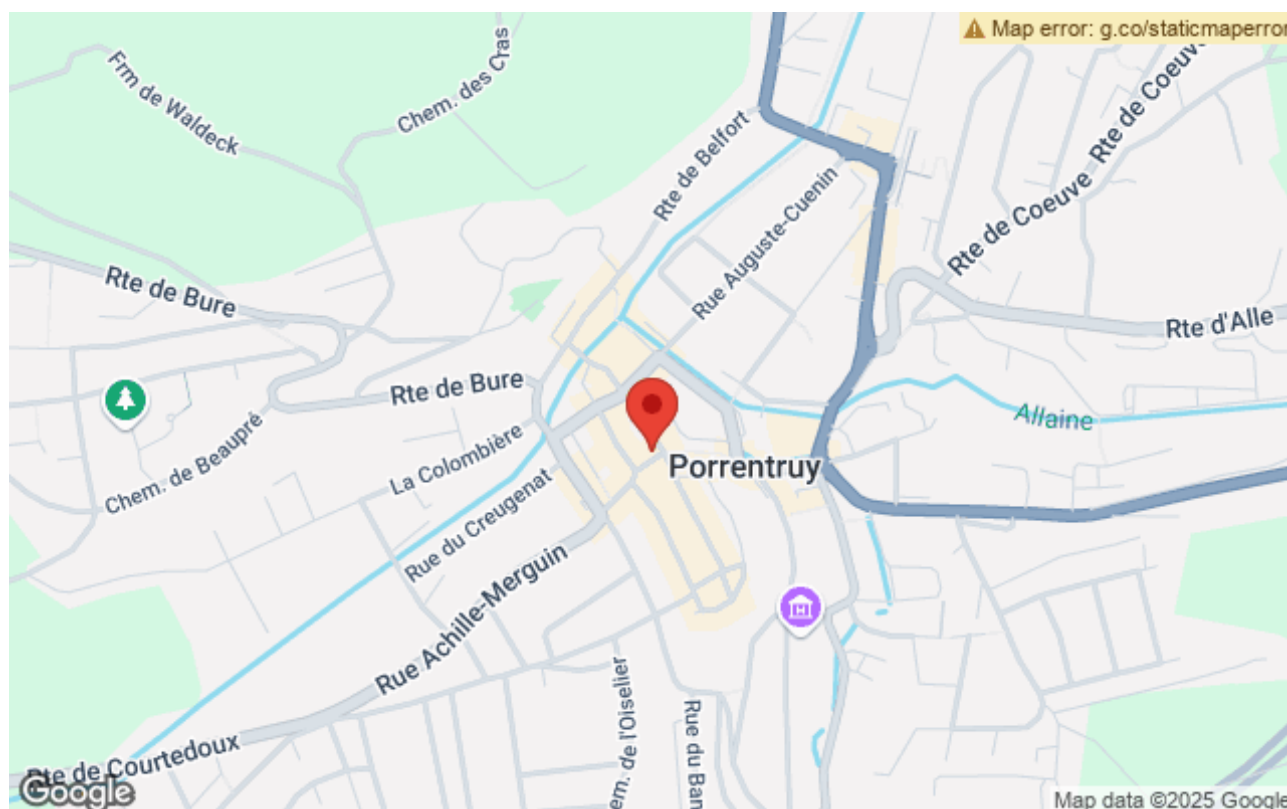 Map error: g.co/staticmaperror
Frm de Waldeck
Chem. des Cras
Rte de Belfort
Rte de Coeuve
Rte de Coeuve
Rue Auguste-Cuenin
Rte de Bure
Rte d'Alle
Rte de Bure
Allaine
Chem. de Beaupré
La Colombière
Porrentruy
Rue du Creugenat
Rue Achille-Merguin
em. de l'Oiselier
Rue du Ban
Rte de Courtedoux
Google
Map data ©2025 Google